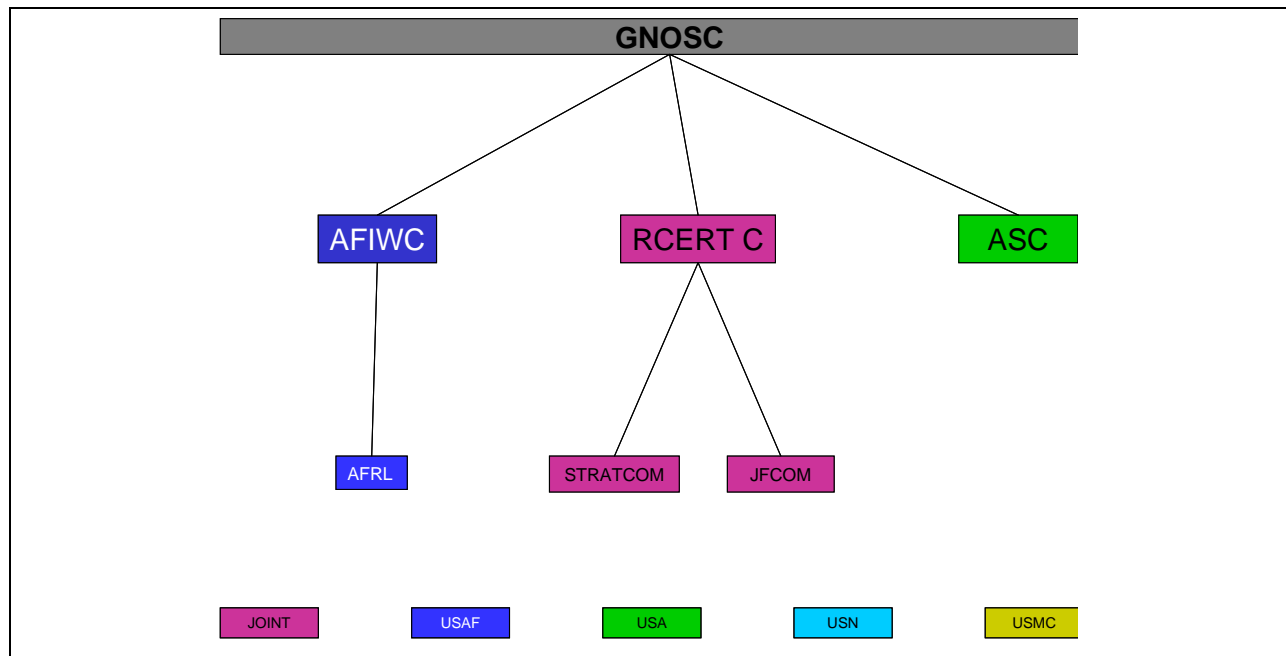 GNOSC
AFIWC RCERT C ASC
AFRL STRATCOM JFCOM
JOINT USAF USA USN USMC